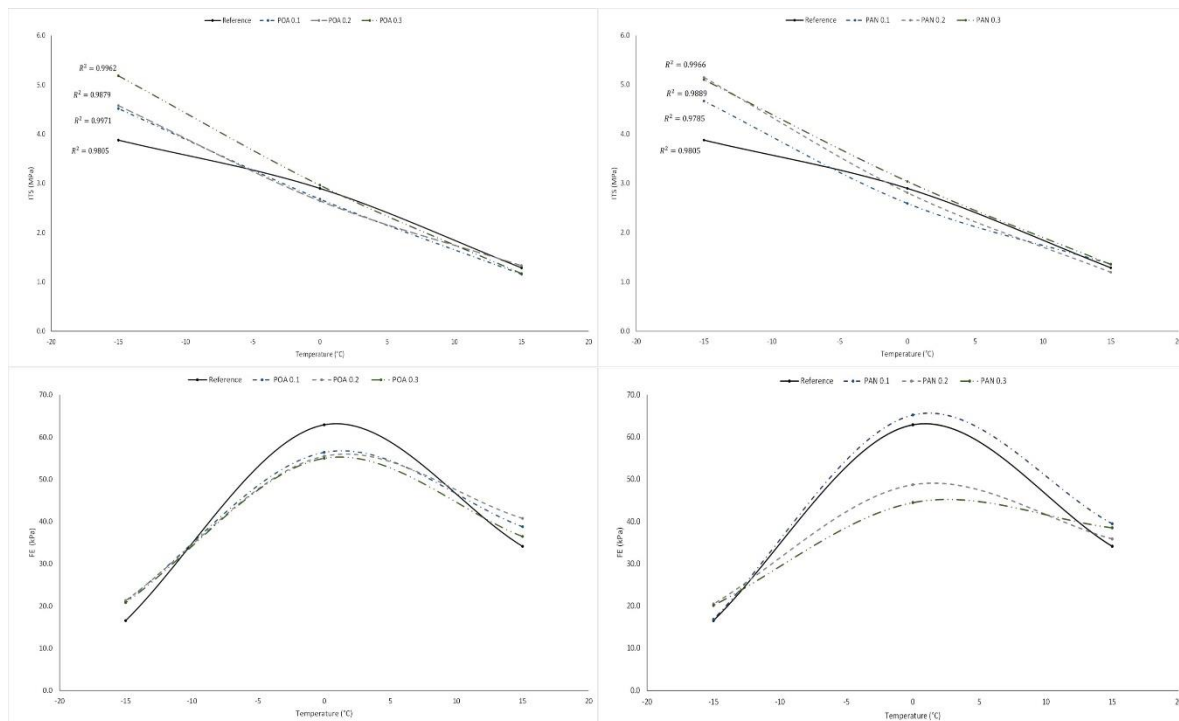 Reference POA 0.1 POA 0.2 POA 0.3
6.0
5.0
4.0
3.0
2.0
1.0
0.0
ITS (MPa)
R² = 0.9962
R² = 0.9879
R² = 0.9971
R² = 0.9805
-20 -15 -10 -5 0 5 10 15 20
Temperature (°C)
Reference PAN 0.1 PAN 0.2 PAN 0.3
6.0
5.0
4.0
3.0
2.0
1.0
0.0
ITS (MPa)
R² = 0.9966
R² = 0.9889
R² = 0.9785
R² = 0.9805
-20 -15 -10 -5 0 5 10 15 20
Temperature (°C)
Reference POA 0.1 POA 0.2 POA 0.3
70.0
60.0
50.0
40.0
30.0
20.0
10.0
0.0
FE (kPa)
-20 -15 -10 -5 0 5 10 15 20
Temperature (°C)
Reference PAN 0.1 PAN 0.2 PAN 0.3
70.0
60.0
50.0
40.0
30.0
20.0
10.0
0.0
FE (kPa)
-20 -15 -10 -5 0 5 10 15 20
Temperature (°C)